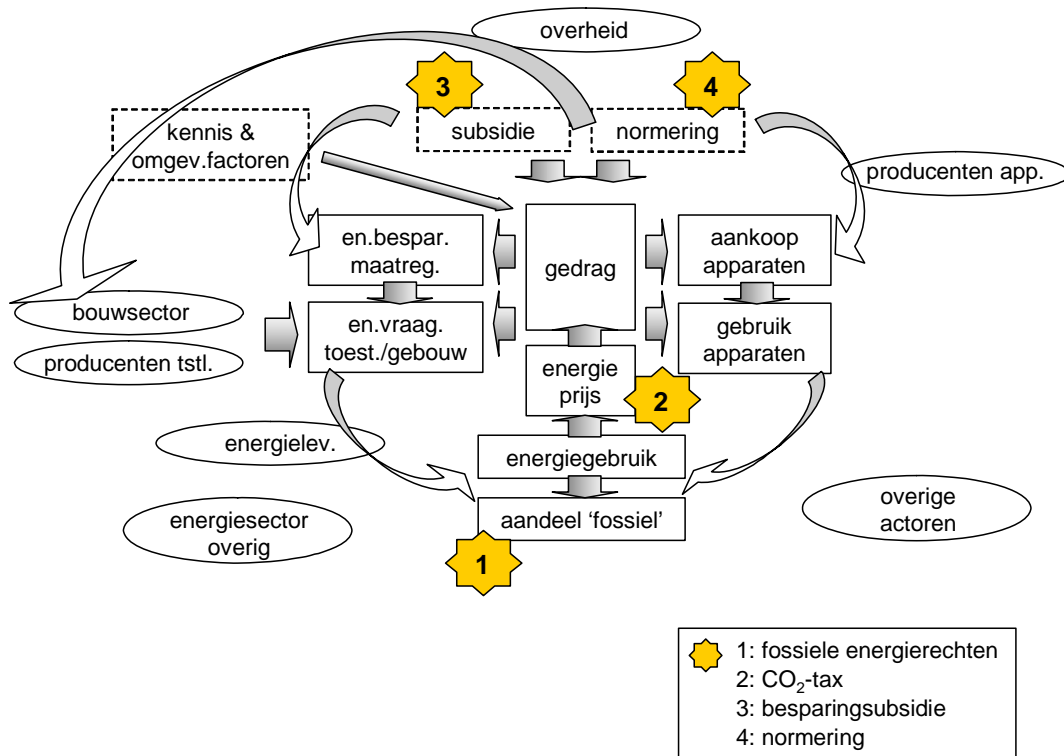 overheid
3
4
kennis &
omgev.factoren
subsidie
normering
producenten app.
en.bespar.
maatreg.
gedrag
aankoop
apparaten
bouwsector
en.vraag.
toest./gebouw
gebruik
apparaten
producenten tstl.
energie
prijs
2
energielev.
energiegebruik
energiesector
overig
aandeel ‘fossiel’
overige
actoren
1
1: fossiele energierechten
2: CO₂-tax
3: besparingsubsidie
4: normering